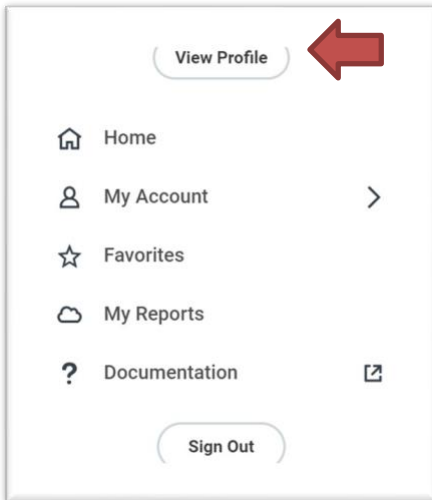 View Profile
Home
My Account
Favorites
My Reports
Documentation
Sign Out